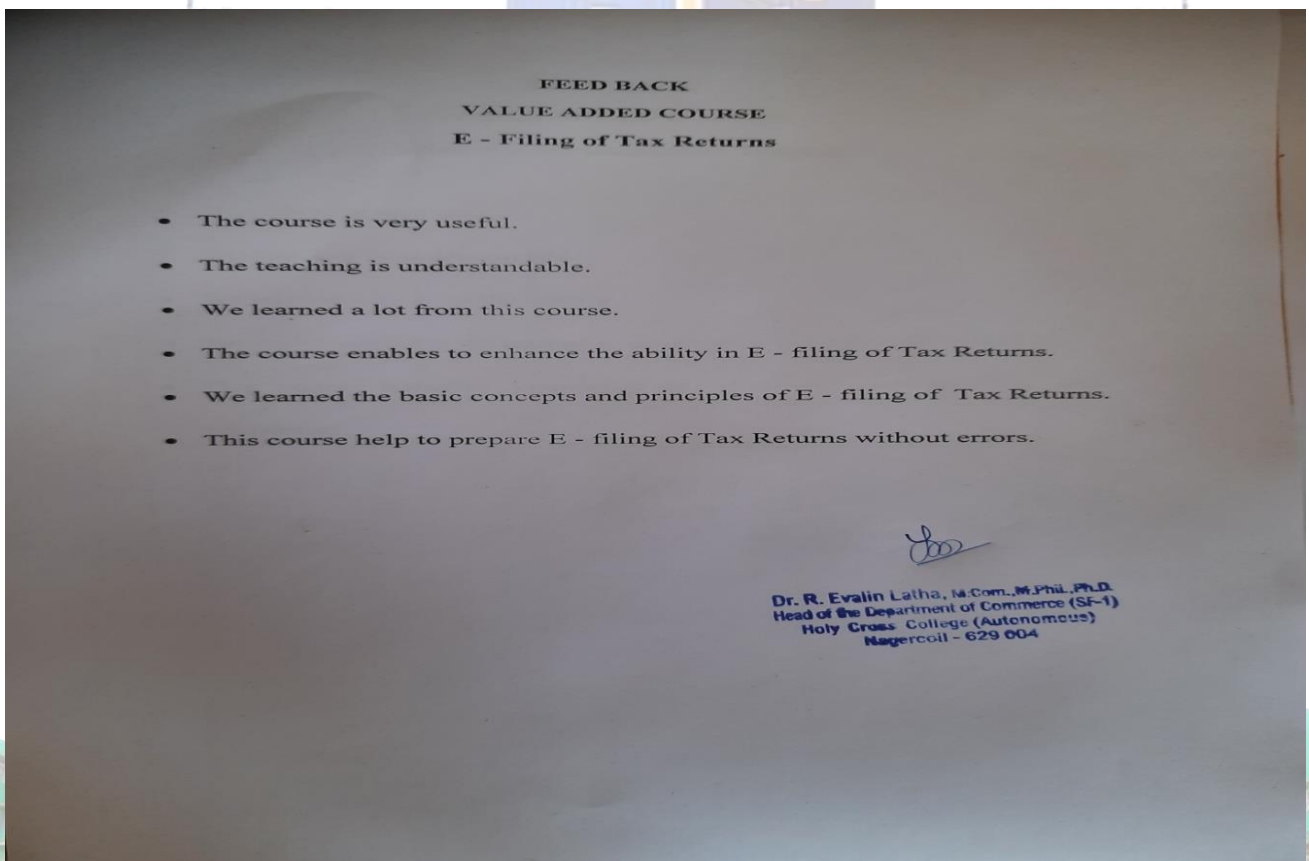 FEED BACK
VALUE ADDED COURSE
E - Filing of Tax Returns
• The course is very useful.
• The teaching is understandable.
• We learned a lot from this course.
• The course enables to enhance the ability in E - filing of Tax Returns.
• We learned the basic concepts and principles of E - filing of Tax Returns.
• This course help to prepare E - filing of Tax Returns without errors.
Dr. R. Evalin Latha, M.Com.,M.Phil.,Ph.D.
Head of the Department of Commerce (SF-1)
Holy Cross College (Autonomous)
Nagercoil - 629 004